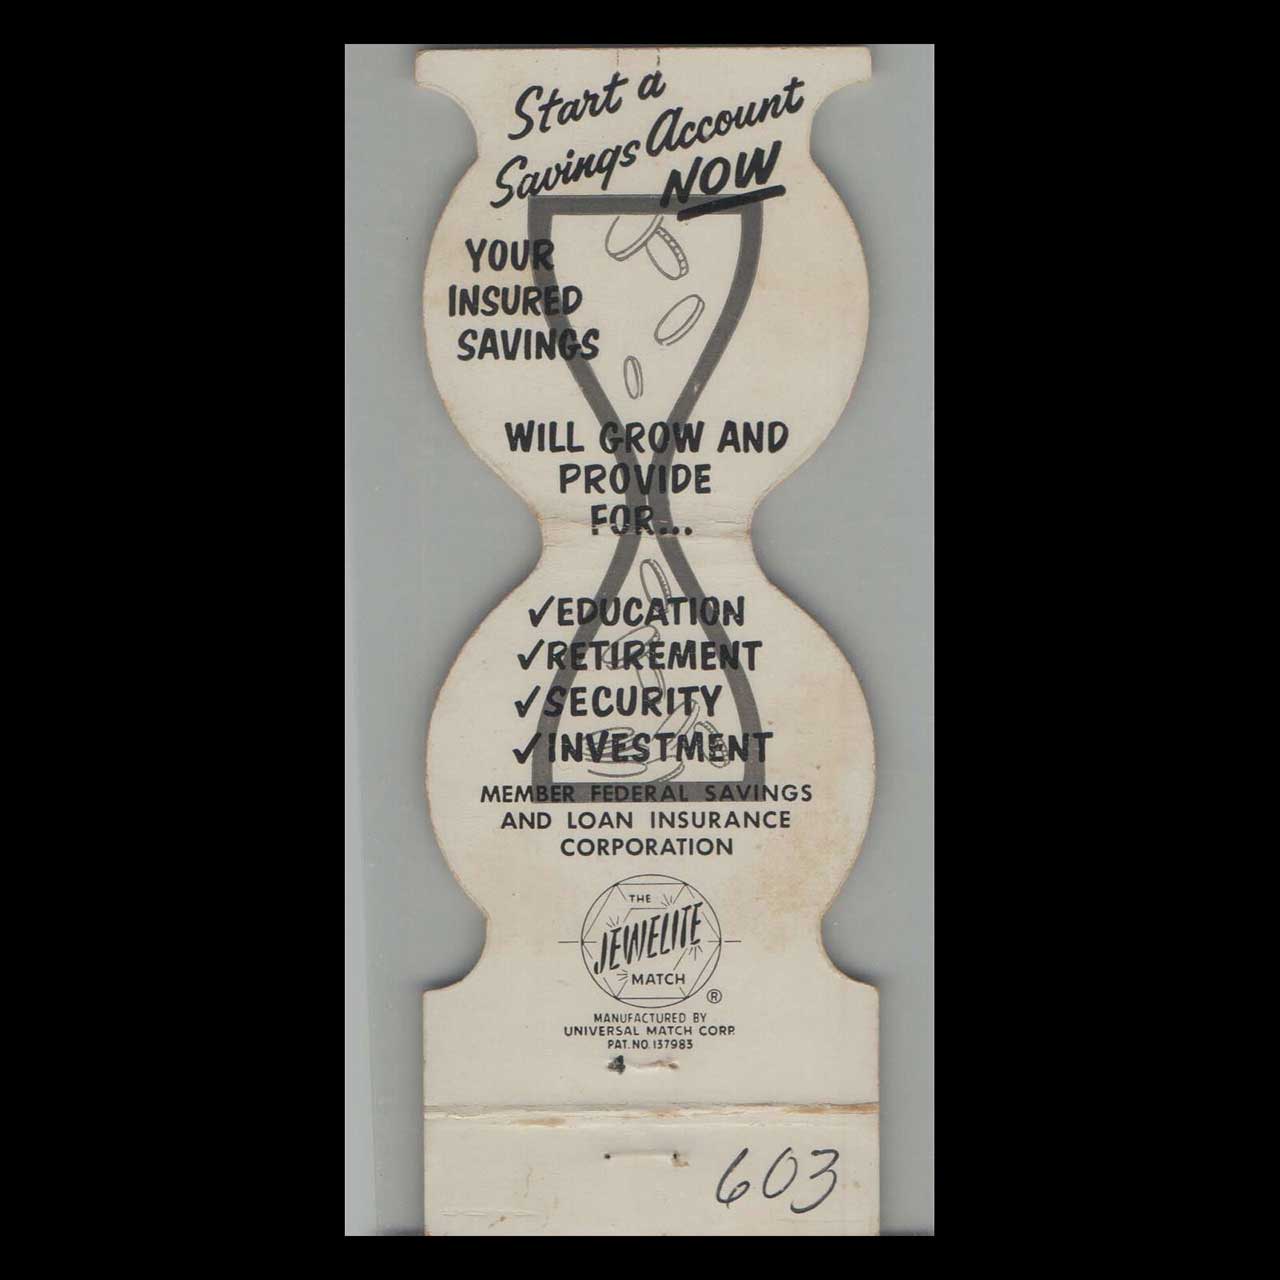 Start a
Savings Account
NOW
YOUR
INSURED
SAVINGS
WILL GROW AND
PROVIDE
FOR...
✓EDUCATION
✓RETIREMENT
✓SECURITY
✓INVESTMENT
MEMBER FEDERAL SAVINGS
AND LOAN INSURANCE
CORPORATION
THE
JEWELITE
MATCH
®
MANUFACTURED BY
UNIVERSAL MATCH CORP.
PAT. NO. 137983
603